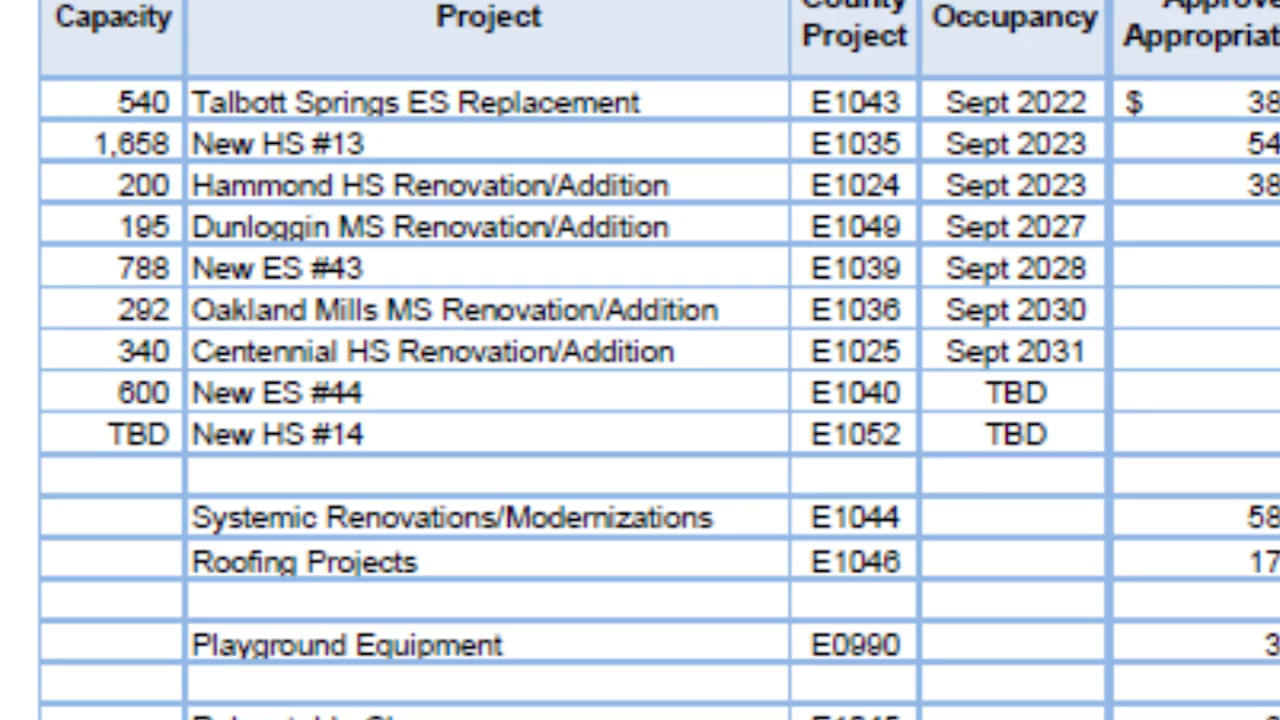 Capacity Project County Project Occupancy
540 Talbott Springs ES Replacement E1043 Sept 2022 $ 38
1,658 New HS #13 E1035 Sept 2023 54
200 Hammond HS Renovation/Addition E1024 Sept 2023 38
195 Dunloggin MS Renovation/Addition E1049 Sept 2027
788 New ES #43 E1039 Sept 2028
292 Oakland Mills MS Renovation/Addition E1036 Sept 2030
340 Centennial HS Renovation/Addition E1025 Sept 2031
600 New ES #44 E1040 TBD
TBD New HS #14 E1052 TBD
Systemic Renovations/Modernizations E1044 58
Roofing Projects E1046 17
Playground Equipment E0990 3